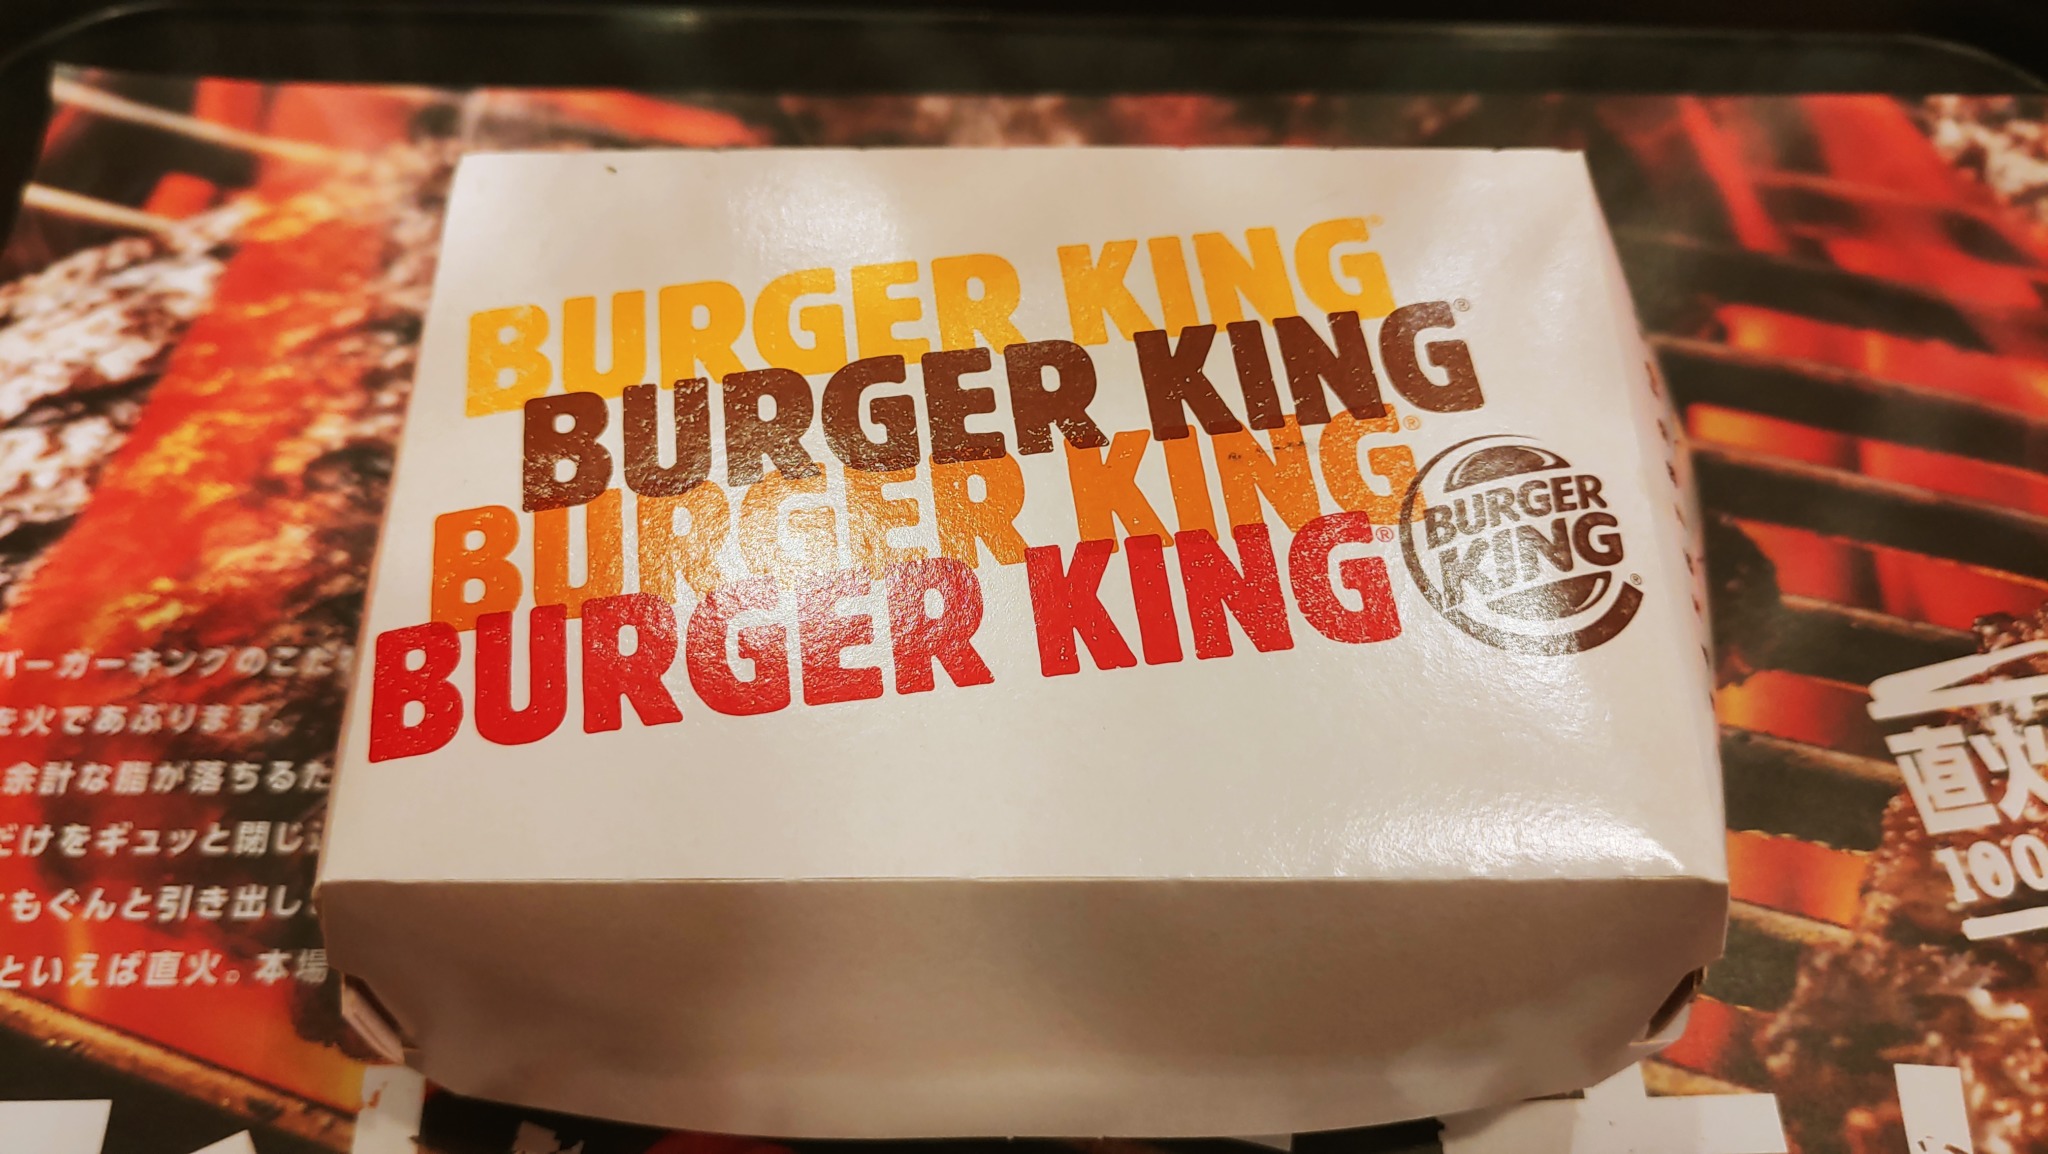 BURGER KING®
BURGER KING®
BURGER KING®
BURGER KING®
BURGER
KING®
バーガーキングのこだ
を火であぶります。
余計な脂が落ちるた
だけをギュッと閉じ
もぐんと引き出し
といえば直火。本場
直火
100